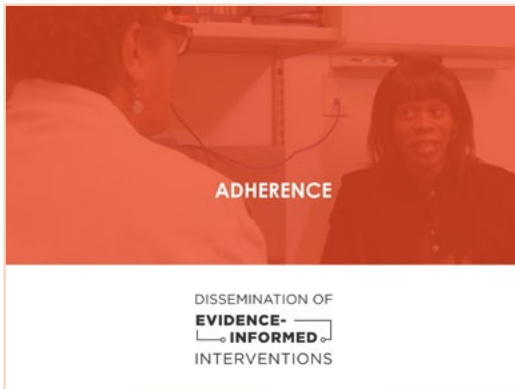 ADHERENCE
DISSEMINATION OF
EVIDENCE-
INFORMED
INTERVENTIONS